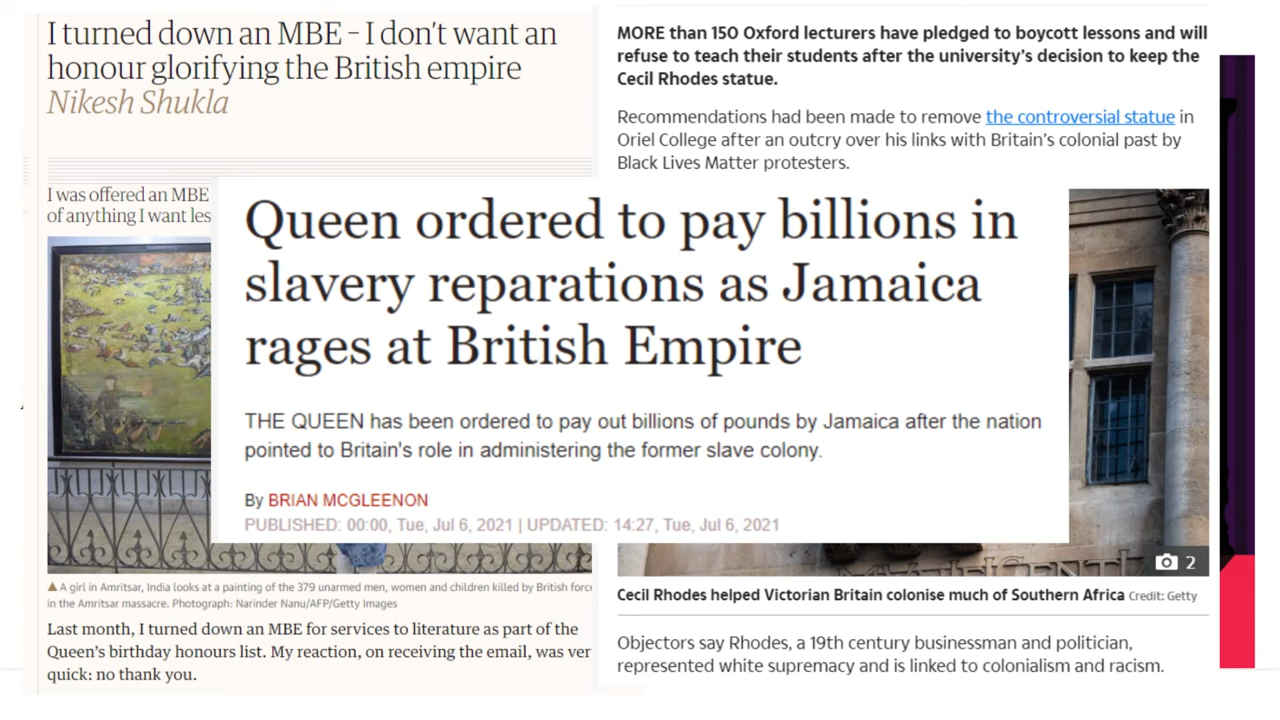 I turned down an MBE – I don't want an
honour glorifying the British empire
Nikesh Shukla
I was offered an MBE
of anything I want les
A girl in Amritsar, India looks at a painting of the 379 unarmed men, women and children killed by British force
in the Amritsar massacre. Photograph: Narinder Nanu/AFP/Getty Images
Last month, I turned down an MBE for services to literature as part of the
Queen's birthday honours list. My reaction, on receiving the email, was ver
quick: no thank you.
Queen ordered to pay billions in
slavery reparations as Jamaica
rages at British Empire
THE QUEEN has been ordered to pay out billions of pounds by Jamaica after the nation
pointed to Britain's role in administering the former slave colony.
By BRIAN MCGLEENON
PUBLISHED: 00:00, Tue, Jul 6, 2021 | UPDATED: 14:27, Tue, Jul 6, 2021
MORE than 150 Oxford lecturers have pledged to boycott lessons and will
refuse to teach their students after the university's decision to keep the
Cecil Rhodes statue.
Recommendations had been made to remove the controversial statue in
Oriel College after an outcry over his links with Britain's colonial past by
Black Lives Matter protesters.
2
Cecil Rhodes helped Victorian Britain colonise much of Southern Africa Credit: Getty
Objectors say Rhodes, a 19th century businessman and politician,
represented white supremacy and is linked to colonialism and racism.